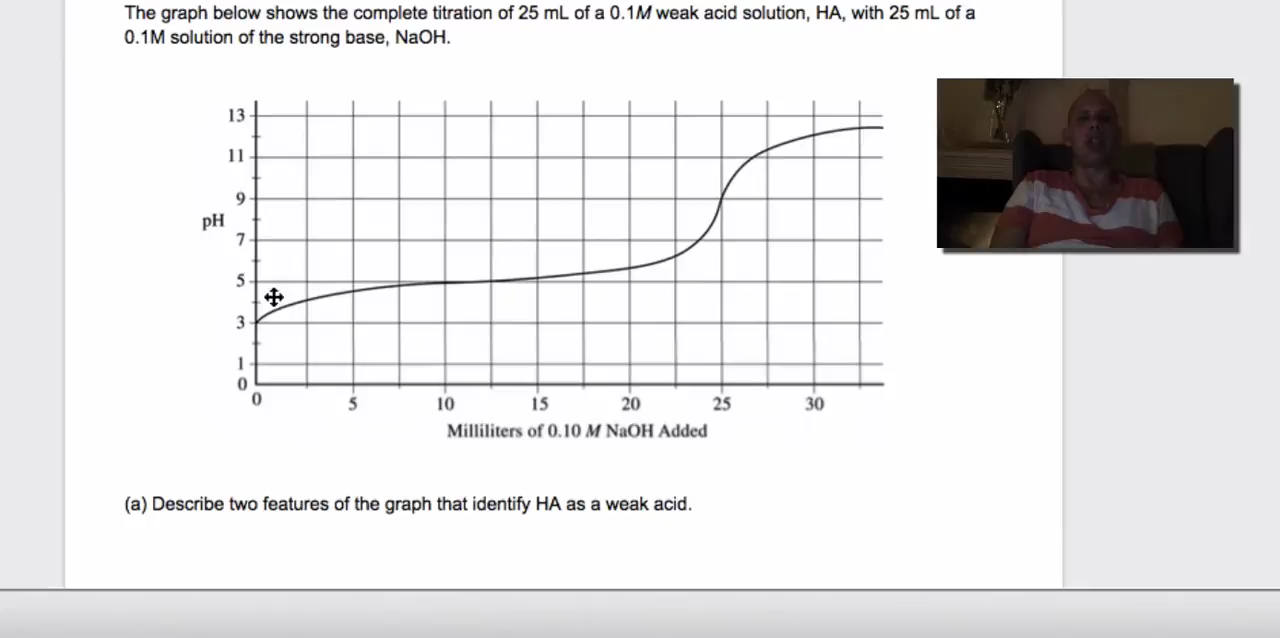 The graph below shows the complete titration of 25 mL of a 0.1M weak acid solution, HA, with 25 mL of a
0.1M solution of the strong base, NaOH.
13
11
9
pH
7
5
3
1
0
0 5 10 15 20 25 30
Milliliters of 0.10 M NaOH Added
(a) Describe two features of the graph that identify HA as a weak acid.